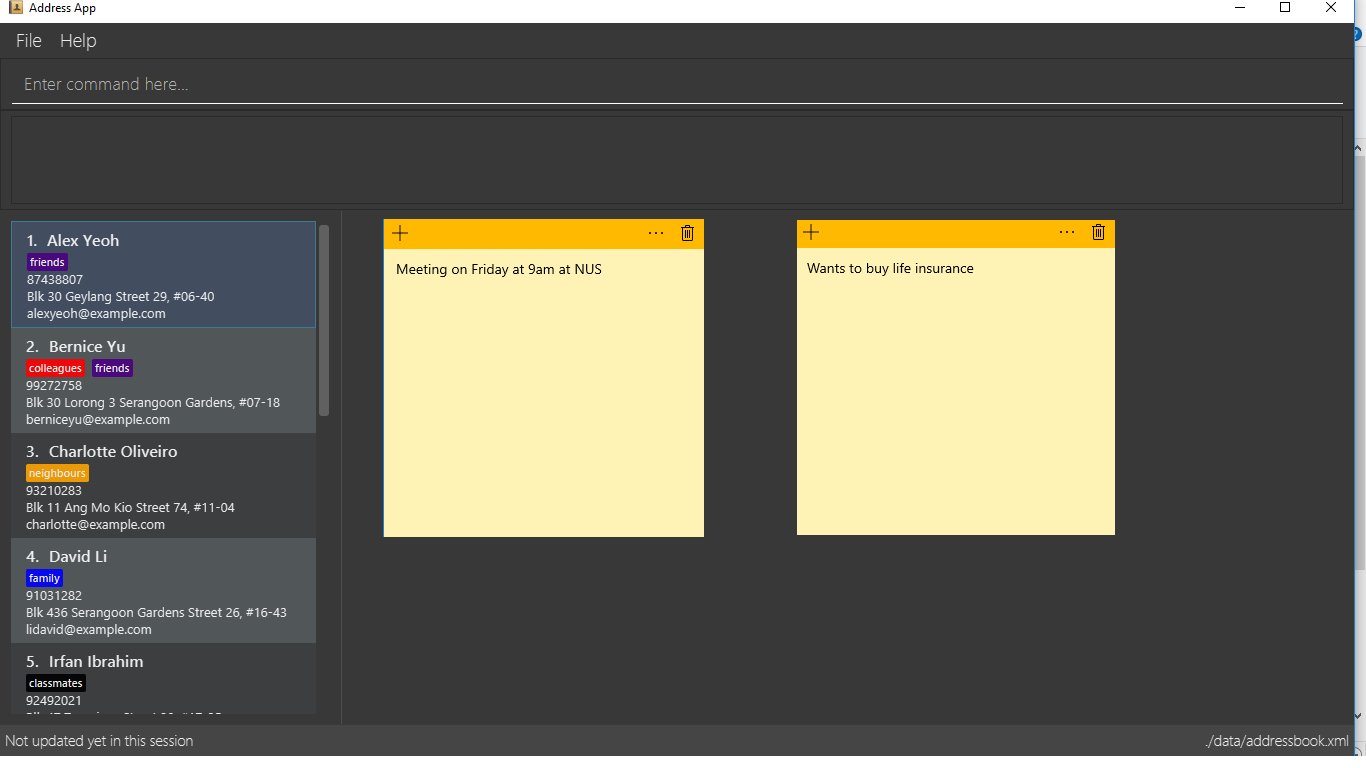 Address App
File Help
Enter command here...
1. Alex Yeoh
friends
87438807
Blk 30 Geylang Street 29, #06-40
alexyeoh@example.com
2. Bernice Yu
colleagues friends
99272758
Blk 30 Lorong 3 Serangoon Gardens, #07-18
berniceyu@example.com
3. Charlotte Oliveiro
neighbours
93210283
Blk 11 Ang Mo Kio Street 74, #11-04
charlotte@example.com
4. David Li
family
91031282
Blk 436 Serangoon Gardens Street 26, #16-43
lidavid@example.com
5. Irfan Ibrahim
classmates
92492021
Meeting on Friday at 9am at NUS
Wants to buy life insurance
Not updated yet in this session
./data/addressbook.xml